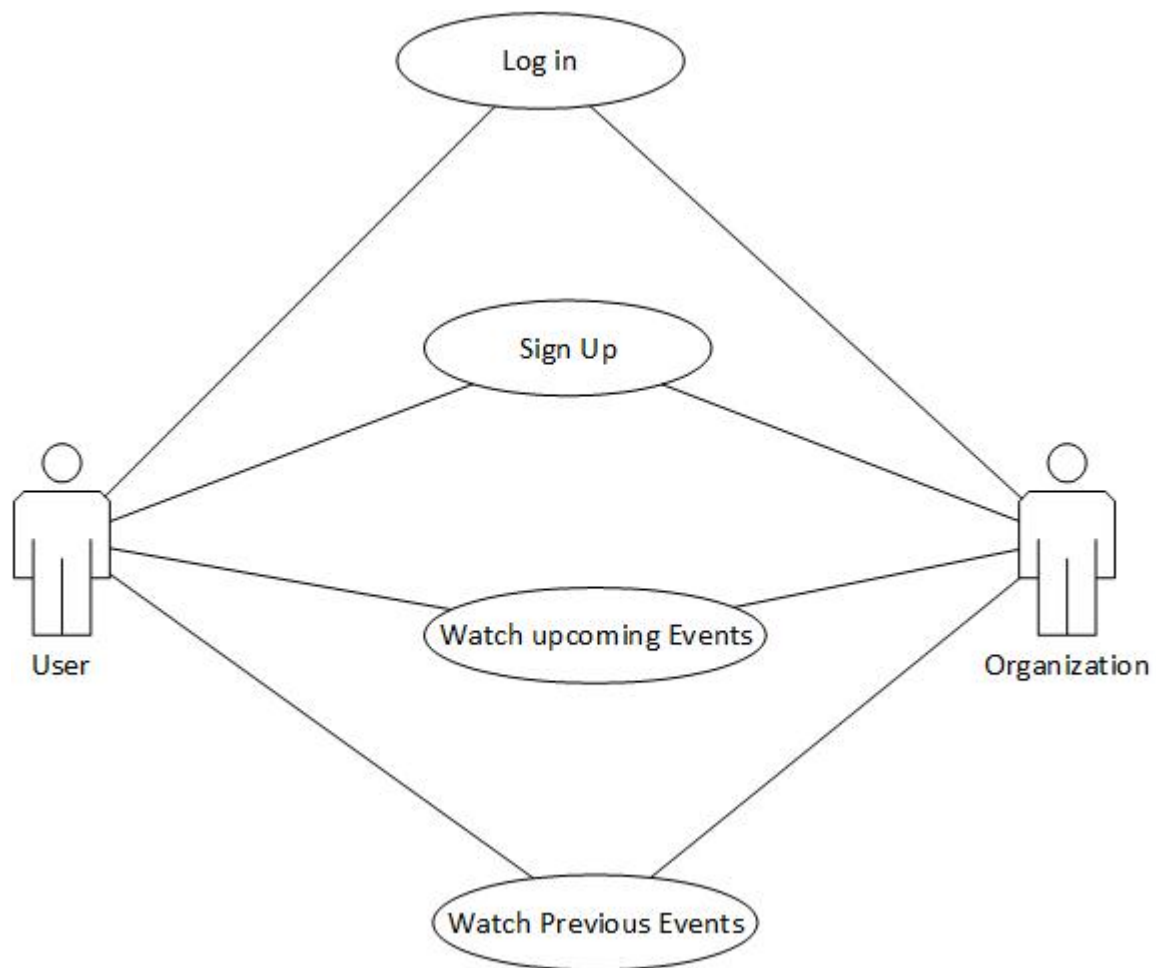 Log in
Sign Up
Watch upcoming Events
User
Organization
Watch Previous Events